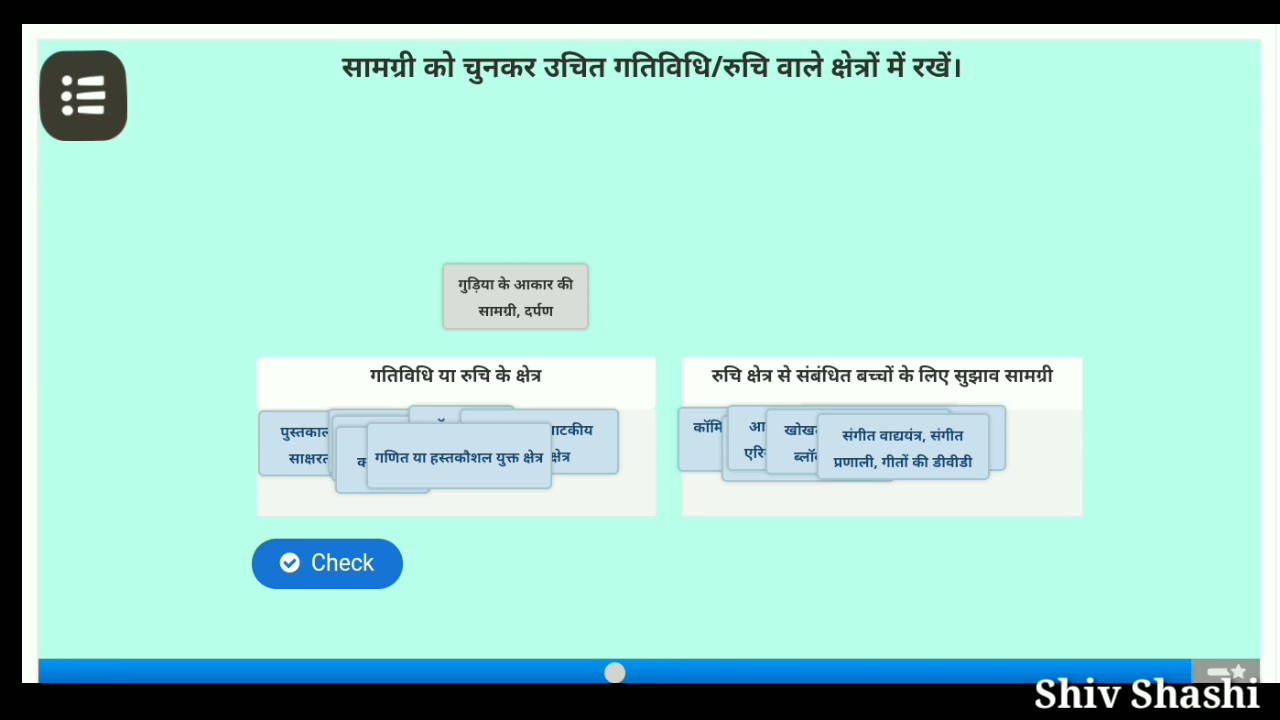 सामग्री को चुनकर उचित गतिविधि/रुचि वाले क्षेत्रों में रखें।
गुड़िया के आकार की
सामग्री, दर्पण
गतिविधि या रुचि के क्षेत्र
रुचि क्षेत्र से संबंधित बच्चों के लिए सुझाव सामग्री
गणित या हस्तकौशल युक्त क्षेत्र
क्षेत्र
संगीत वाद्ययंत्र, संगीत
प्रणाली, गीतों की डीवीडी
Check
Shiv Shashi